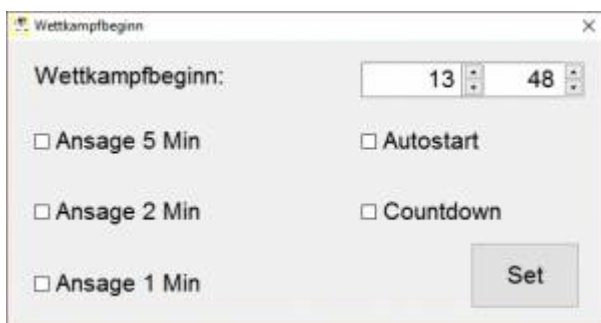 Wettkampfbeginn
Wettkampfbeginn: 13 48
Ansage 5 Min Autostart
Ansage 2 Min Countdown
Ansage 1 Min Set